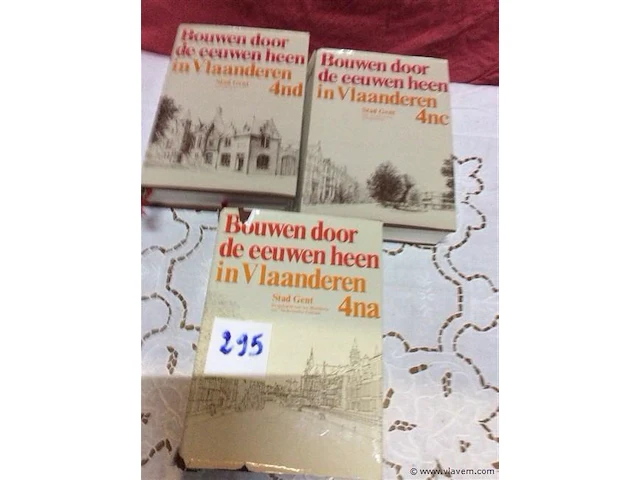 Bouwen door
de eeuwen heen
in Vlaanderen
Stad Gent
4nd
Bouwen door
de eeuwen heen
in Vlaanderen
Stad Gent
4nc
Bouwen door
de eeuwen heen
in Vlaanderen
Stad Gent
4na
295
© www.vlavem.com